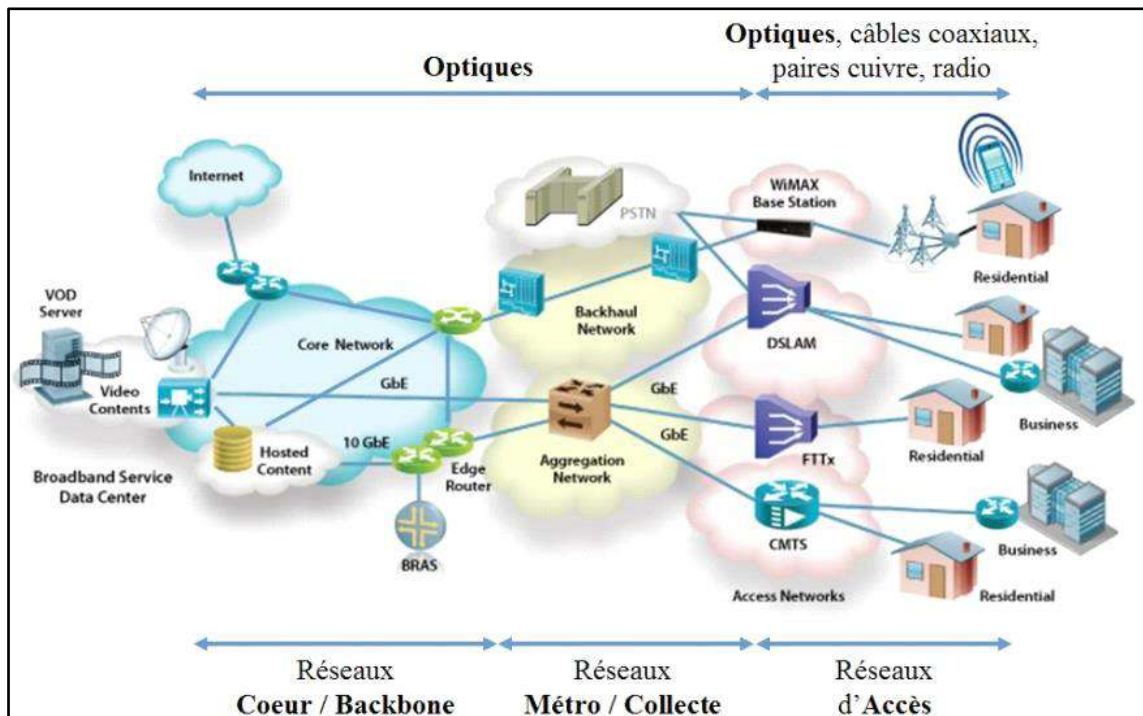 Optiques
Optiques, câbles coaxiaux,
paires cuivre, radio
Internet
PSTN
WiMAX
Base Station
Residential
VOD
Server
Core Network
Backhaul
Network
DSLAM
Video
Contents
GbE
GbE
Business
Hosted
Content
10 GbE
Edge
Router
GbE
FTTx
Residential
Aggregation
Network
Broadband Service
Data Center
BRAS
CMTS
Business
Access Networks
Residential
Réseaux
Coeur / Backbone
Réseaux
Métro / Collecte
Réseaux
d'Accès